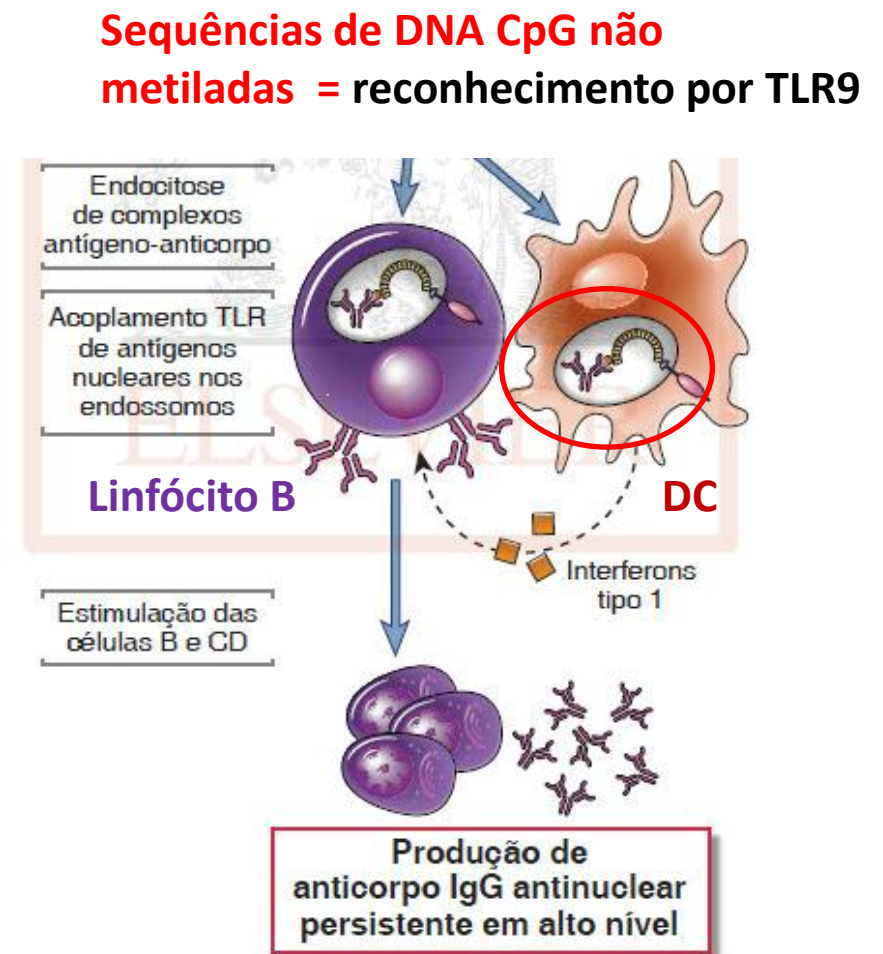 Sequências de DNA CpG não
metiladas = reconhecimento por TLR9
Endocitose
de complexos
antígeno-anticorpo
Acoplamento TLR
de antígenos
nucleares nos
endossomos
ELSEVIER
Linfócito B
DC
Interferons
tipo 1
Estimulação das
células B e CD
Produção de
anticorpo IgG antinuclear
persistente em alto nível